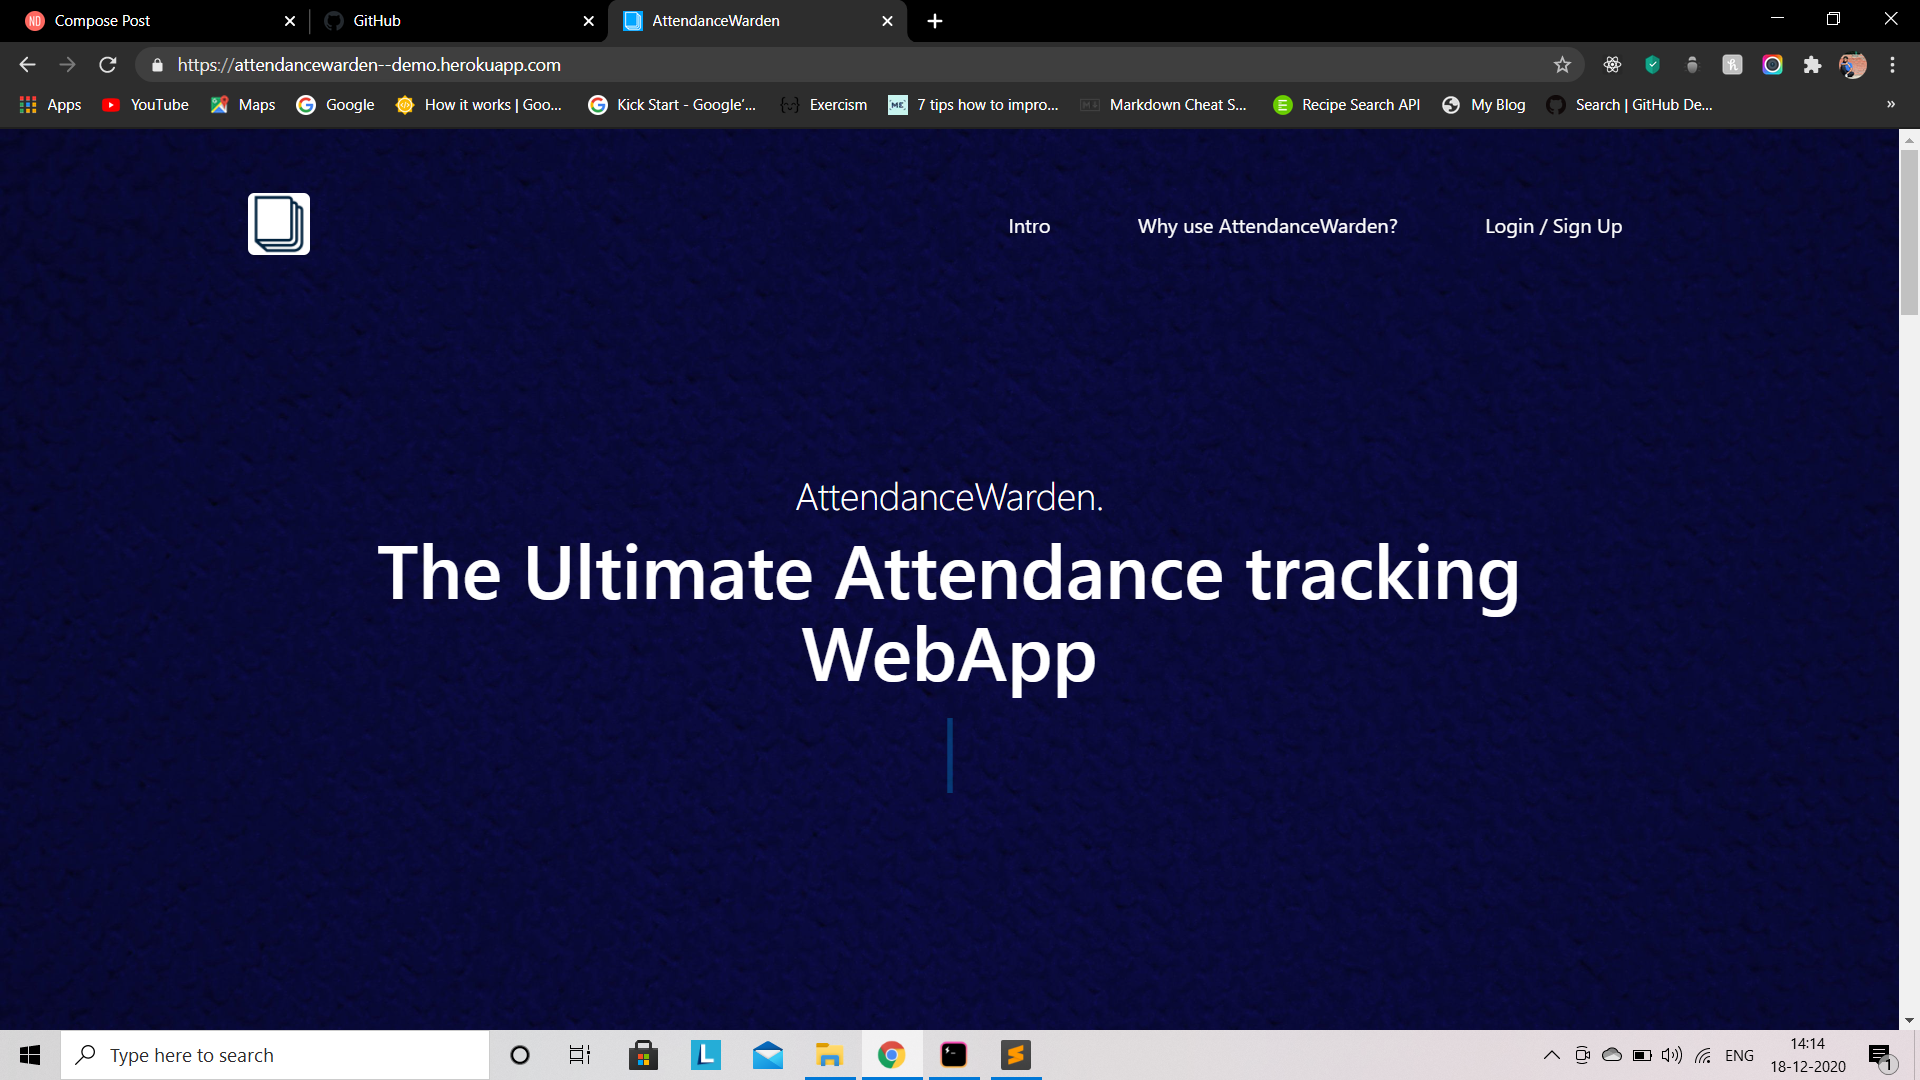 Compose Post
GitHub
AttendanceWarden
https://attendancewarden--demo.herokuapp.com
Apps
YouTube
Maps
Google
How it works | Goo...
Kick Start - Google'...
Exercism
7 tips how to impro...
Markdown Cheat S...
Recipe Search API
My Blog
Search | GitHub De...
»
Intro
Why use AttendanceWarden?
Login / Sign Up
AttendanceWarden.
The Ultimate Attendance tracking
WebApp
Type here to search
ENG
14:14
18-12-2020
1